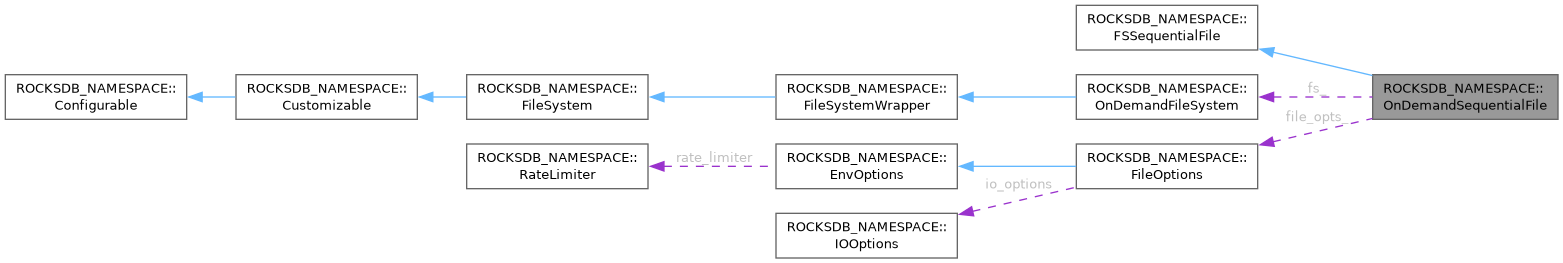 ROCKSDB_NAMESPACE::
FSSequentialFile
ROCKSDB_NAMESPACE::
Configurable
ROCKSDB_NAMESPACE::
Customizable
ROCKSDB_NAMESPACE::
FileSystem
ROCKSDB_NAMESPACE::
FileSystemWrapper
ROCKSDB_NAMESPACE::
OnDemandFileSystem
fs_
ROCKSDB_NAMESPACE::
OnDemandSequentialFile
file_opts_
ROCKSDB_NAMESPACE::
RateLimiter
rate_limiter
ROCKSDB_NAMESPACE::
EnvOptions
ROCKSDB_NAMESPACE::
FileOptions
io_options
ROCKSDB_NAMESPACE::
IOOptions